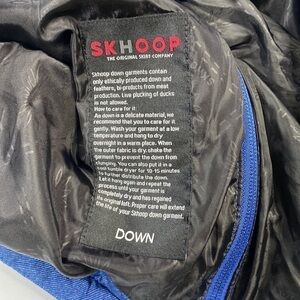 SKHOOP
THE ORIGINAL SKIRT COMPANY
Skhoop down garments contain
only ethically produced down and
feathers, bi-products from meat
production. Live plucking of ducks
is not allowed.
How to care for it:
As down is a delicate material, we
recommend that you to care for it
gently. Wash your garment at a low
temperature and hang to dry
overnight in a warm place. When
the outer fabric is dry, shake the
garment to prevent the down from
clumping. You can also put it in a
cool tumble dryer for 10-15 minutes
to further distribute the down.
Let it hang again and repeat the
process until your garment is
completely dry and has regained
its original loft. Proper care will extend
the life of your Skhoop down garment.
DOWN